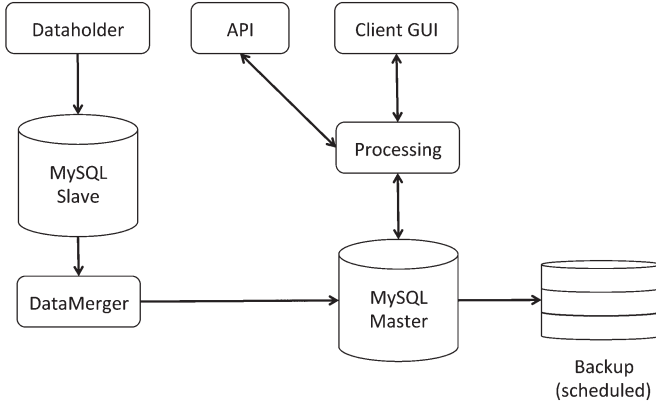 Dataholder
API
Client GUI
Processing
MySQL
Slave
DataMerger
MySQL
Master
Backup
(scheduled)